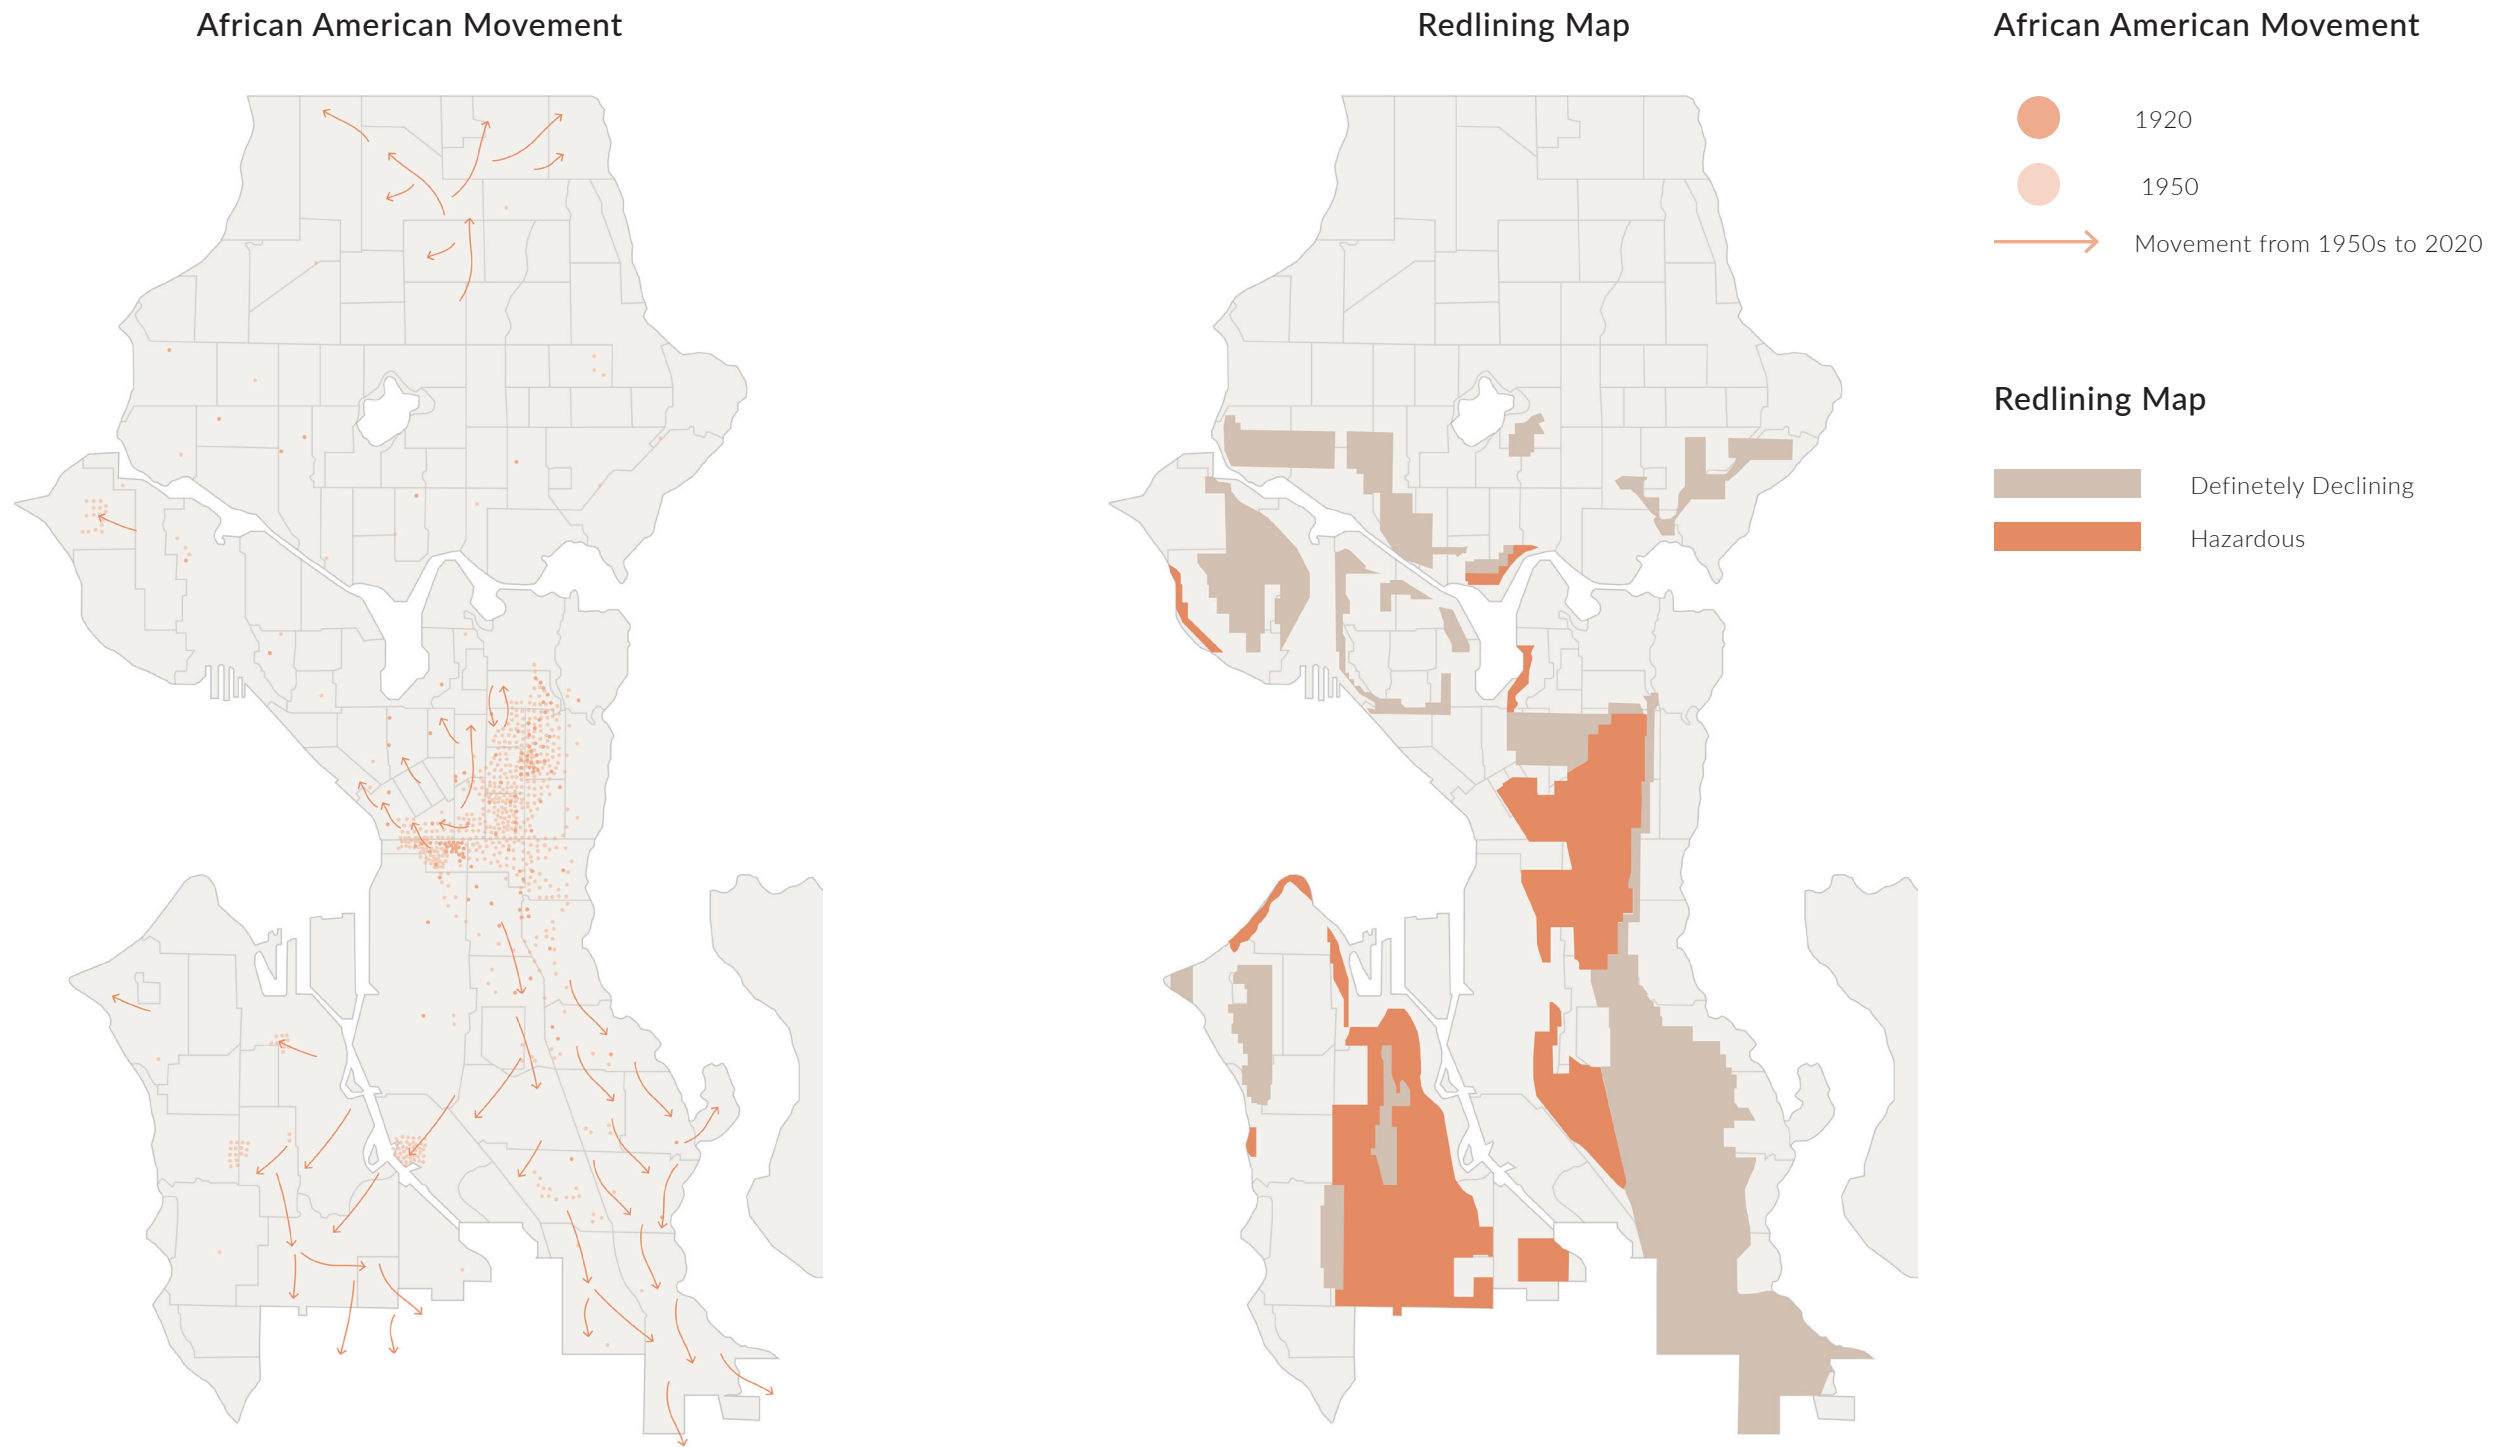 African American Movement
Redlining Map
African American Movement
1920
1950
Movement from 1950s to 2020
Redlining Map
Definetely Declining
Hazardous